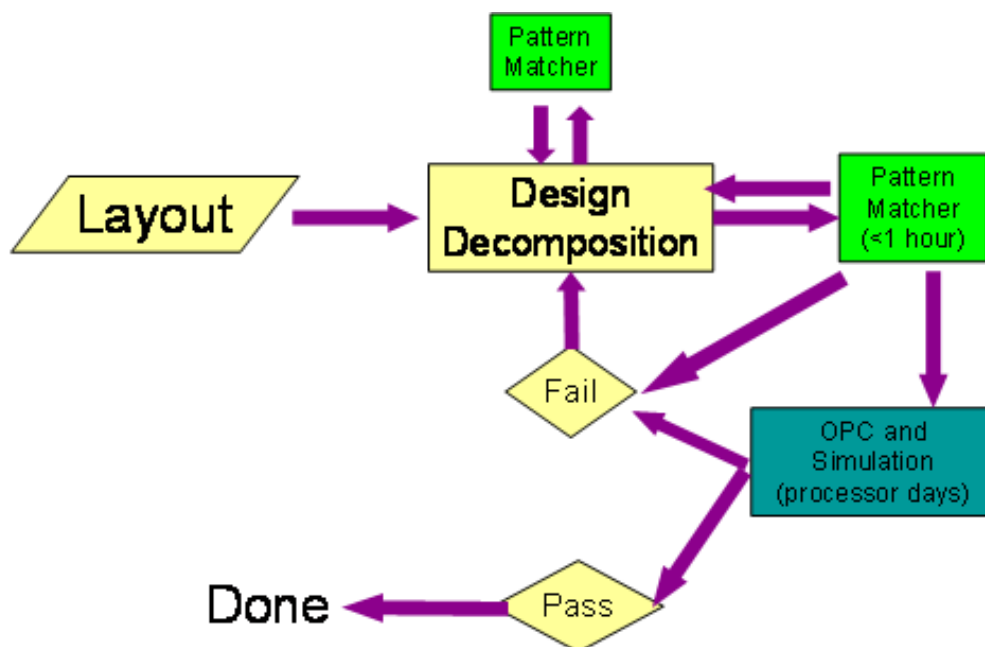 Pattern
Matcher
Layout
Design
Decomposition
Pattern
Matcher
(<1 hour)
Fail
OPC and
Simulation
(processor days)
Done
Pass